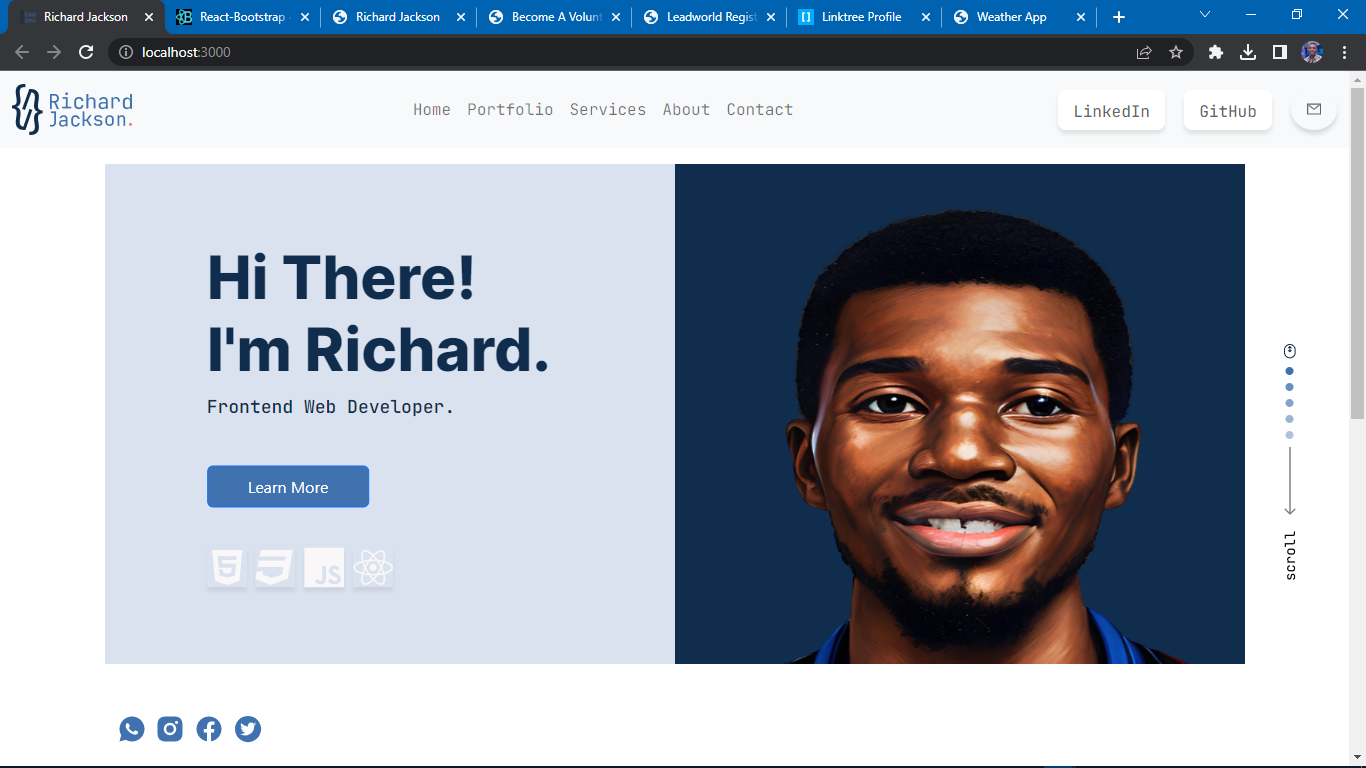 Richard Jackson
React-Bootstrap
Richard Jackson
Become A Volunt
Leadworld Regist
Linktree Profile
Weather App
localhost:3000
Richard
Jackson.
Home Portfolio Services About Contact
LinkedIn
GitHub
Hi There!
I'm Richard.
Frontend Web Developer.
Learn More
5
JS
scroll